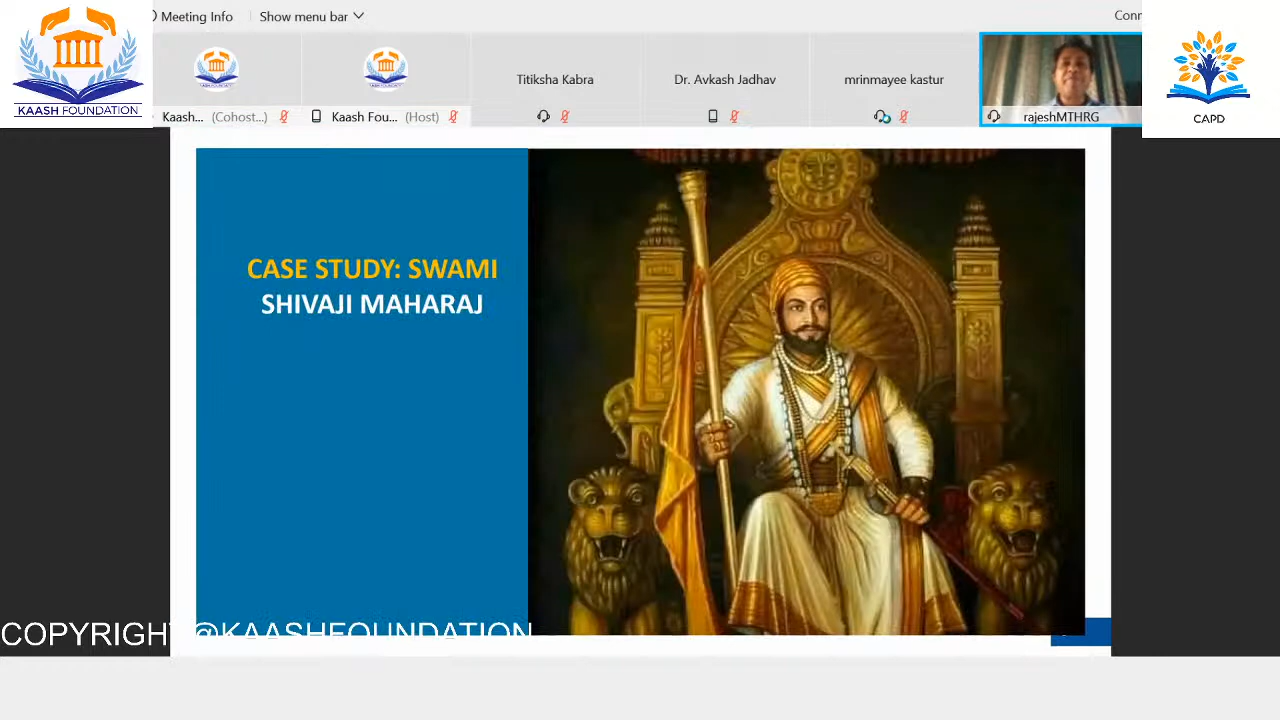 Meeting Info
Show menu bar
Conn
KAASH FOUNDATION
Kaash... (Cohost...)
Kaash Fou... (Host)
Titiksha Kabra
Dr. Avkash Jadhav
mrinmayee kastur
rajeshMTHRG
CAPD
CASE STUDY: SWAMI
SHIVAJI MAHARAJ
COPYRIGHT@KAASHFOUNDATION